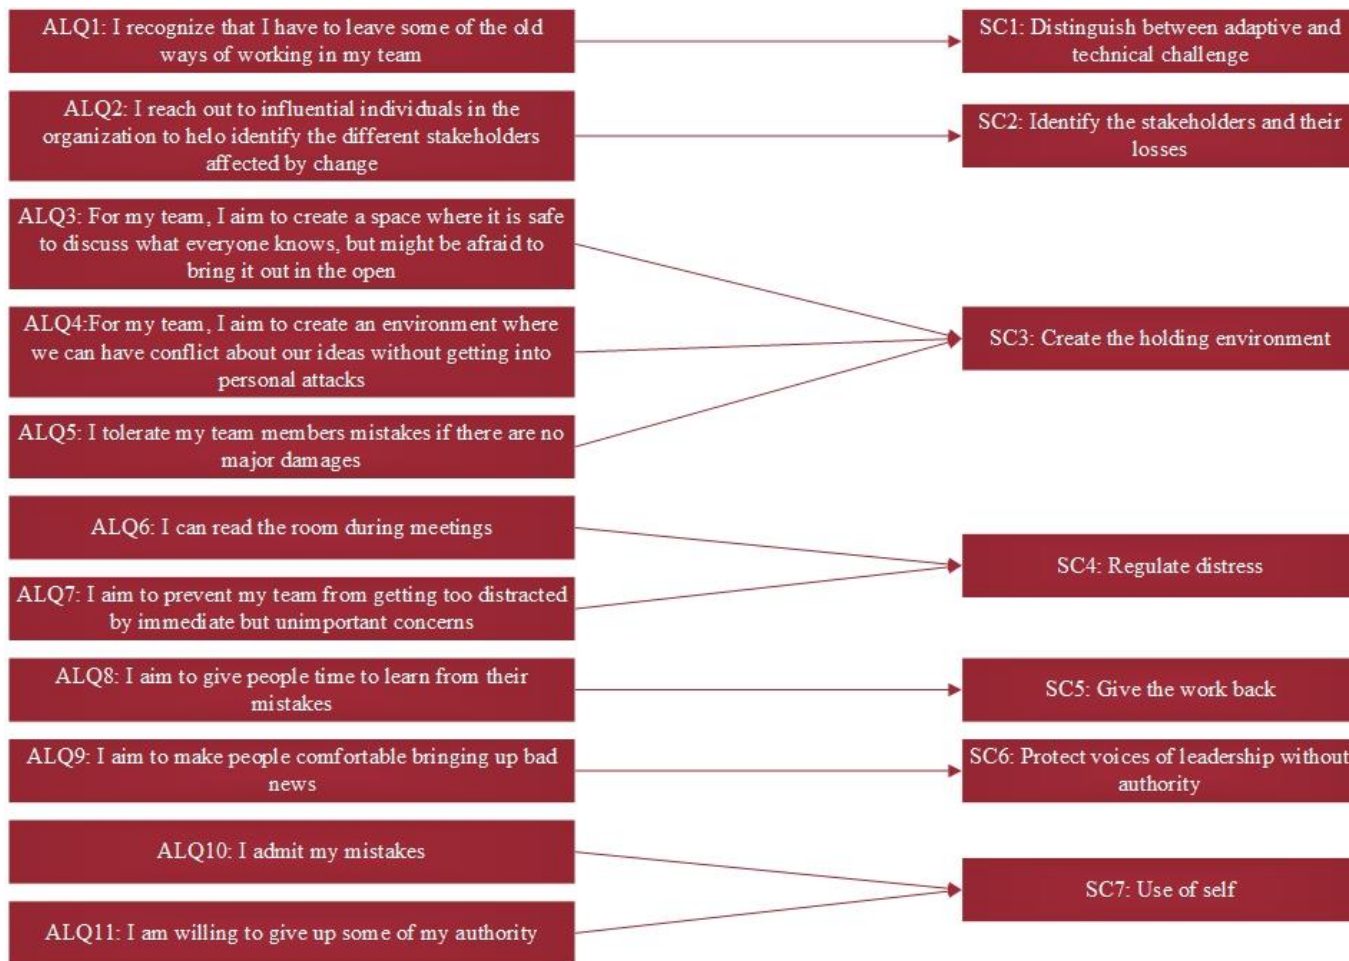 ALQ1: I recognize that I have to leave some of the old
ways of working in my team
SC1: Distinguish between adaptive and
technical challenge
ALQ2: I reach out to influential individuals in the
organization to helo identify the different stakeholders
affected by change
SC2: Identify the stakeholders and their
losses
ALQ3: For my team, I aim to create a space where it is safe
to discuss what everyone knows, but might be afraid to
bring it out in the open
ALQ4:For my team, I aim to create an environment where
we can have conflict about our ideas without getting into
personal attacks
SC3: Create the holding environment
ALQ5: I tolerate my team members mistakes if there are no
major damages
ALQ6: I can read the room during meetings
SC4: Regulate distress
ALQ7: I aim to prevent my team from getting too distracted
by immediate but unimportant concerns
ALQ8: I aim to give people time to learn from their
mistakes
SC5: Give the work back
ALQ9: I aim to make people comfortable bringing up bad
news
SC6: Protect voices of leadership without
authority
ALQ10: I admit my mistakes
SC7: Use of self
ALQ11: I am willing to give up some of my authority